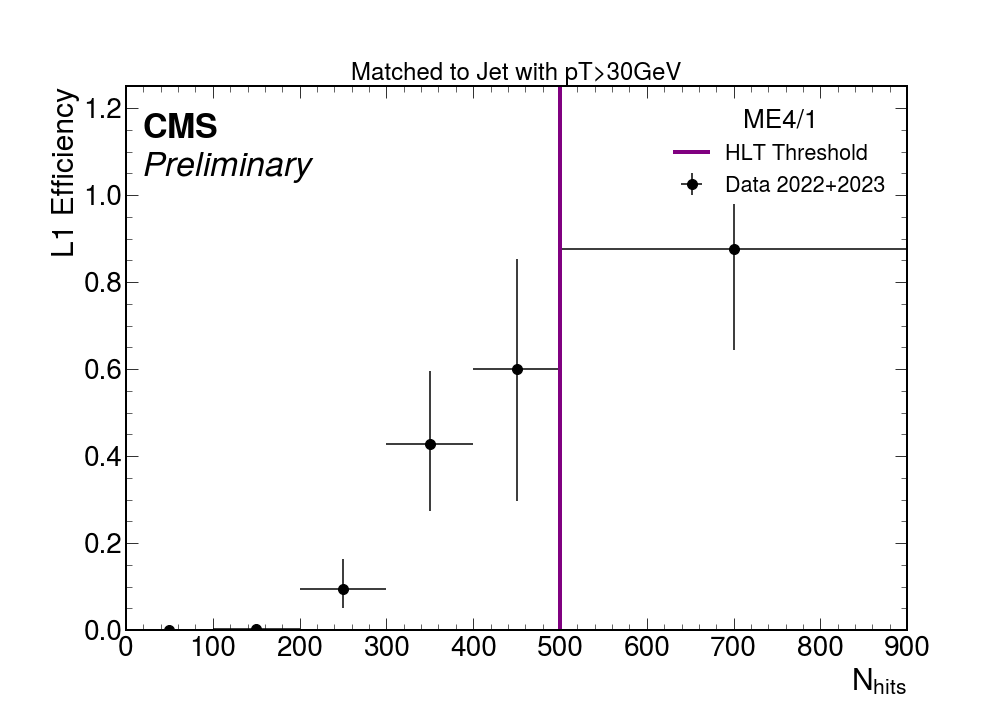 Matched to Jet with pT>30GeV
L1 Efficiency
1.2
1.0
0.8
0.6
0.4
0.2
0.0
CMS
Preliminary
ME4/1
HLT Threshold
Data 2022+2023
0 100 200 300 400 500 600 700 800 900
Nhits